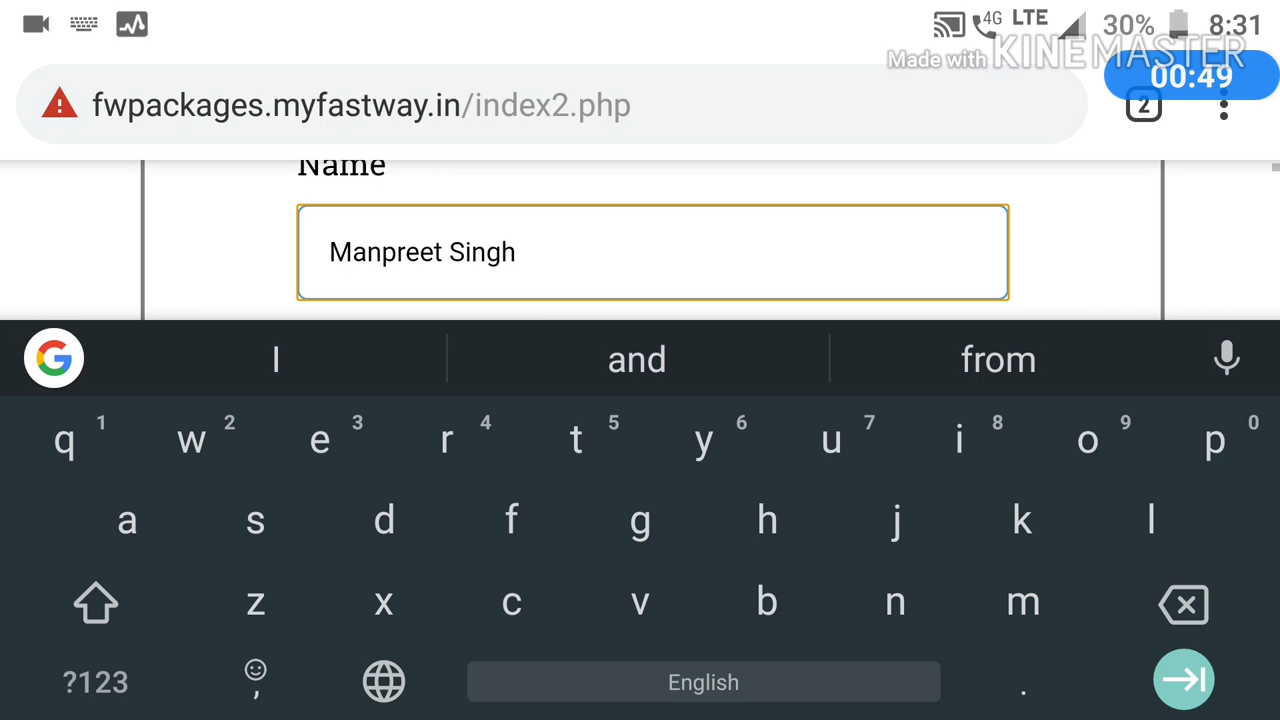 4G LTE 30% 8:31
Made with KINEMASTER
00:49
fwpackages.myfastway.in/index2.php 2
Name
Manpreet Singh
G I and from
q 1 w 2 e 3 r 4 t 5 y 6 u 7 i 8 o 9 p 0
a s d f g h j k l
z x c v b n m
?123 , English .